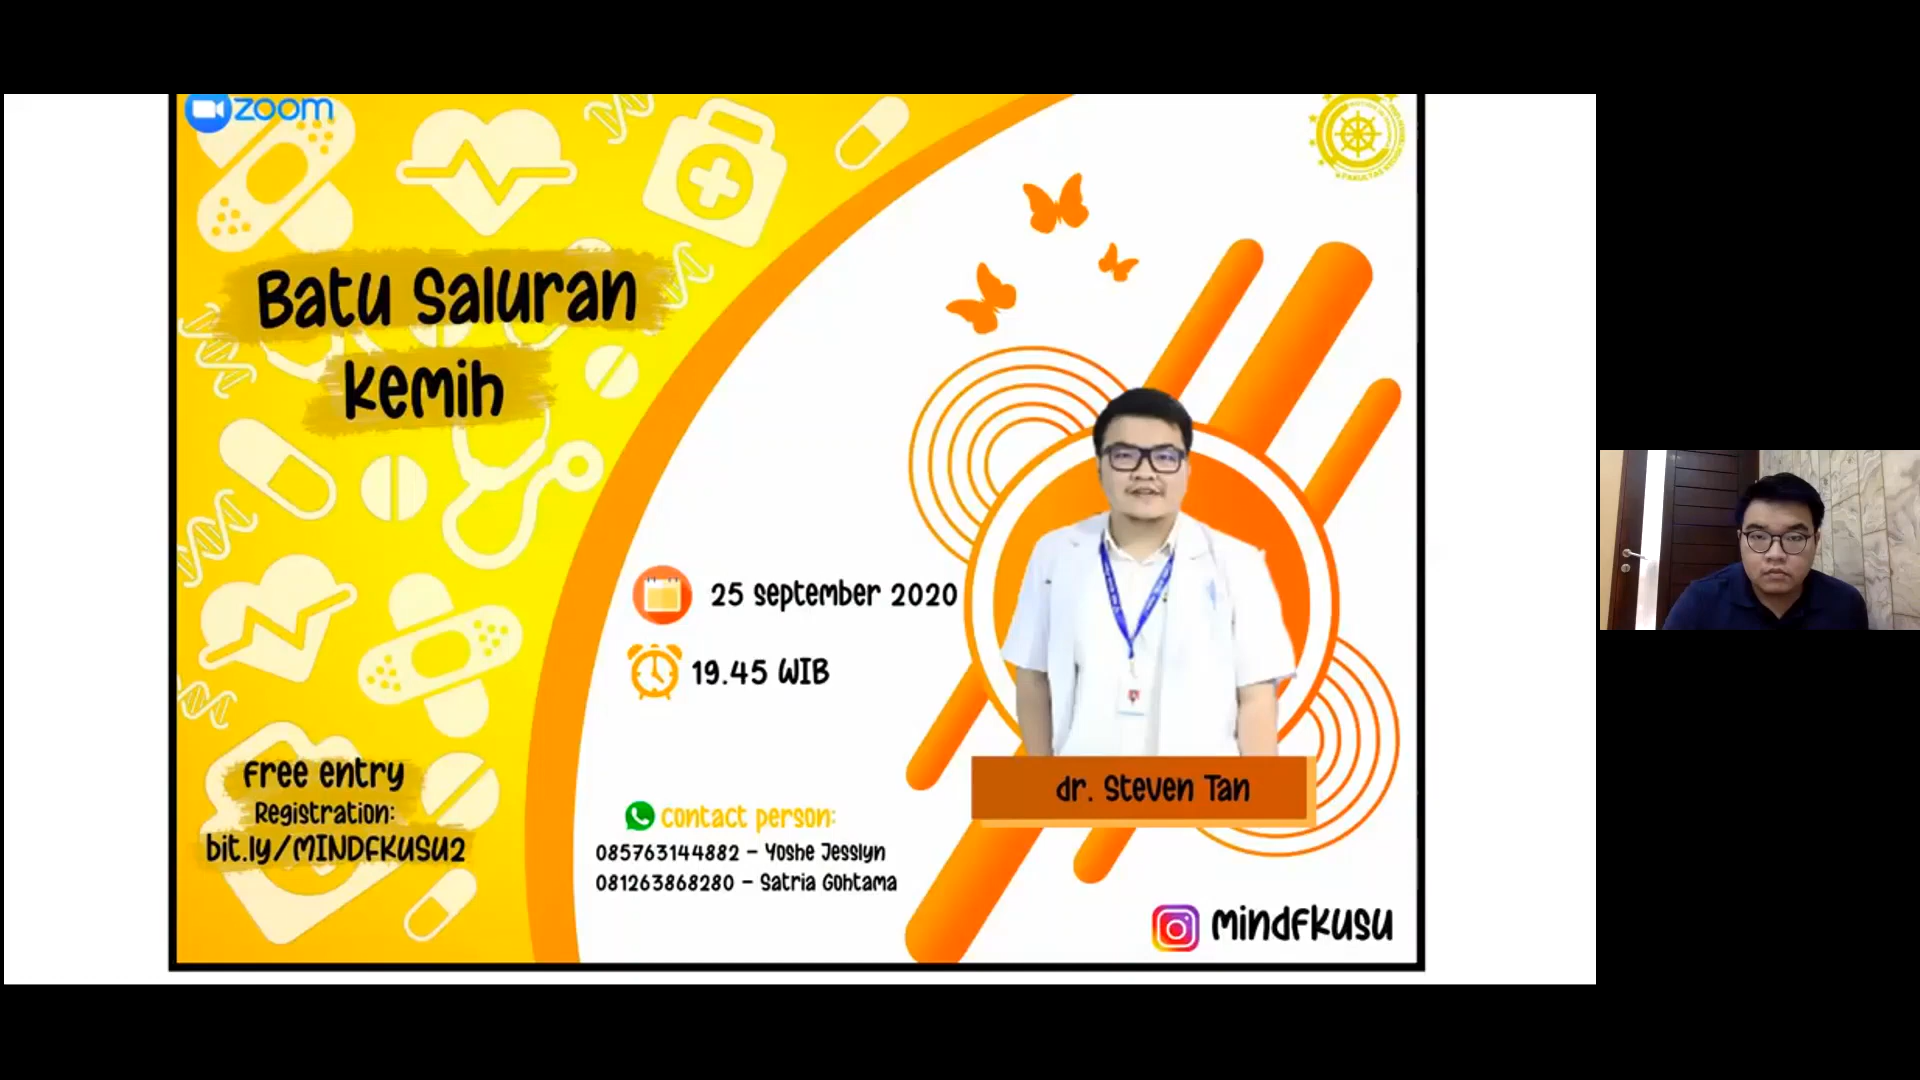 zoom
Batu Saluran
Kemih
25 September 2020
19.45 WIB
Free entry
Registration:
bit.ly/MINDFKUSU2
contact person:
085763144882 - Yoshe Jesslyn
081263868280 - Satria Gohtama
dr. Steven Tan
mindfkusu